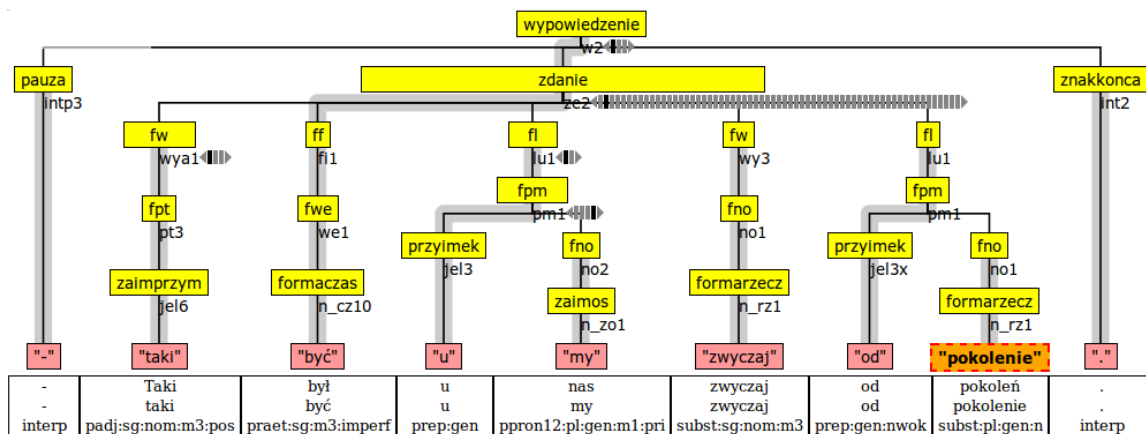 wypowiedzenie
w2
pauza zdanie znakkonca
intp3 ze2 int2
fw ff fl fw fl
wya1 fi1 lu1 wy3 lu1
fpm fpm
fpt fwe pm1 fno pm1
pt3 we1 no1
przyimek fno przyimek fno
jel3 no2 jel3x no1
zaimprzym formaczas zaimos formarzecz formarzecz
jel6 n_cz10 n_zo1 n_rz1 n_rz1
"-" "taki" "być" "u" "my" "zwyczaj" "od" "pokolenie" "."
- Taki był u nas zwyczaj od pokoleń .
- taki być u my zwyczaj od pokolenie .
interp padj:sg:nom:m3:pos praet:sg:m3:imperf prep:gen ppron12:pl:gen:m1:pri subst:sg:nom:m3 prep:gen:nwok subst:pl:gen:n interp